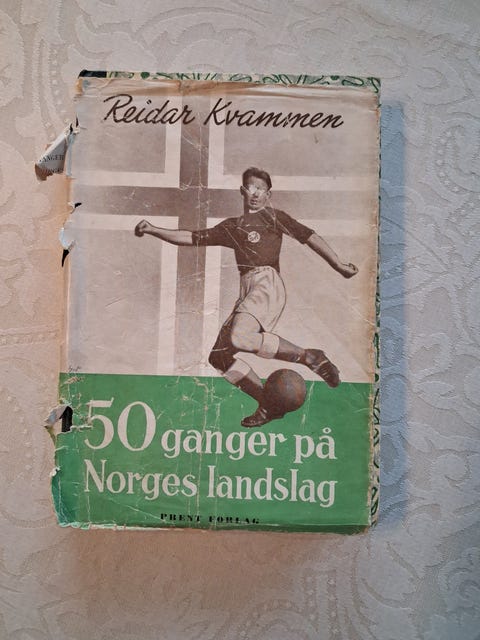 Reidar Kvammen
50 ganger på
Norges landslag
PRENT FORLAG